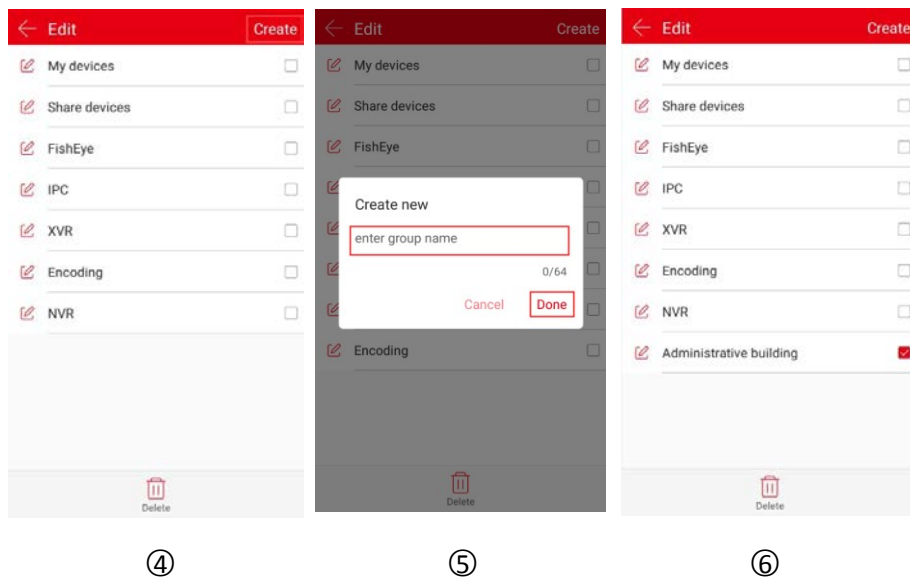 Edit Create
My devices
Share devices
FishEye
IPC
XVR
Encoding
NVR
Delete
④
Edit Create
My devices
Share devices
FishEye
Create new
enter group name
0/64
Cancel Done
Encoding
Delete
⑤
Edit Create
My devices
Share devices
FishEye
IPC
XVR
Encoding
NVR
Administrative building
Delete
⑥